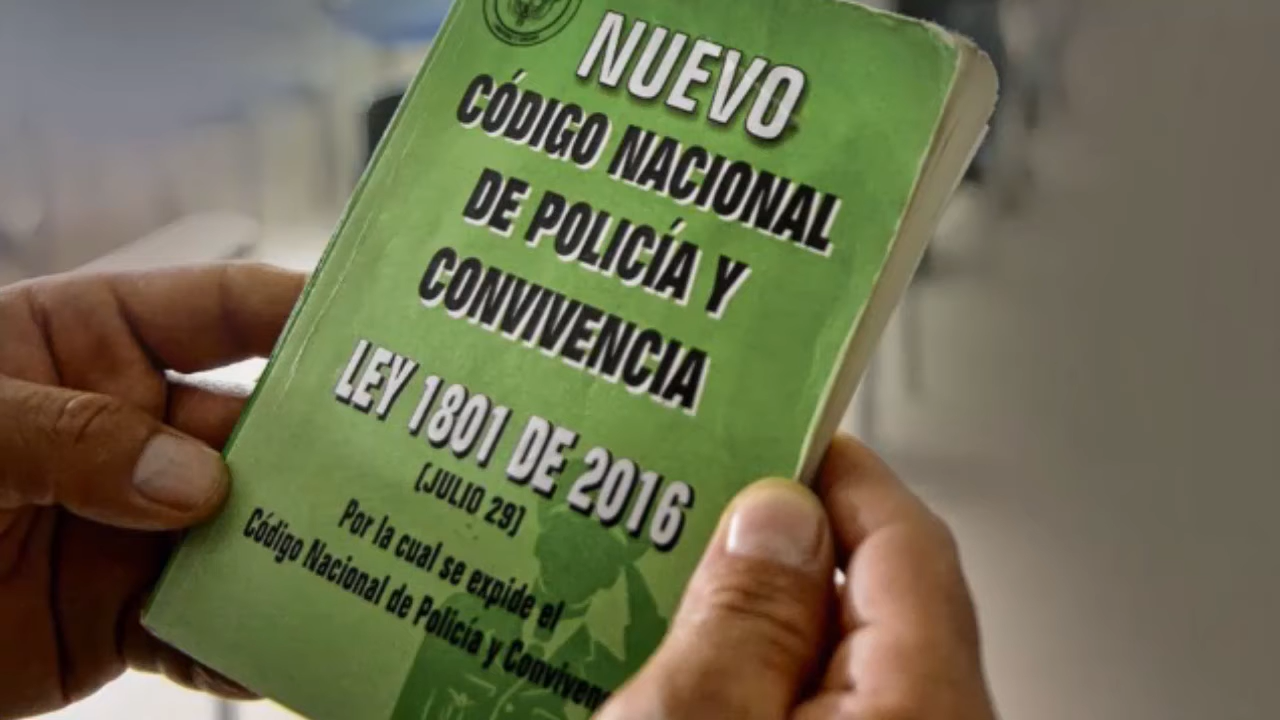 NUEVO
CÓDIGO NACIONAL
DE POLICÍA Y
CONVIVENCIA
LEY 1801 DE 2016
(JULIO 29)
Por la cual se expide el
Código Nacional de Policía y